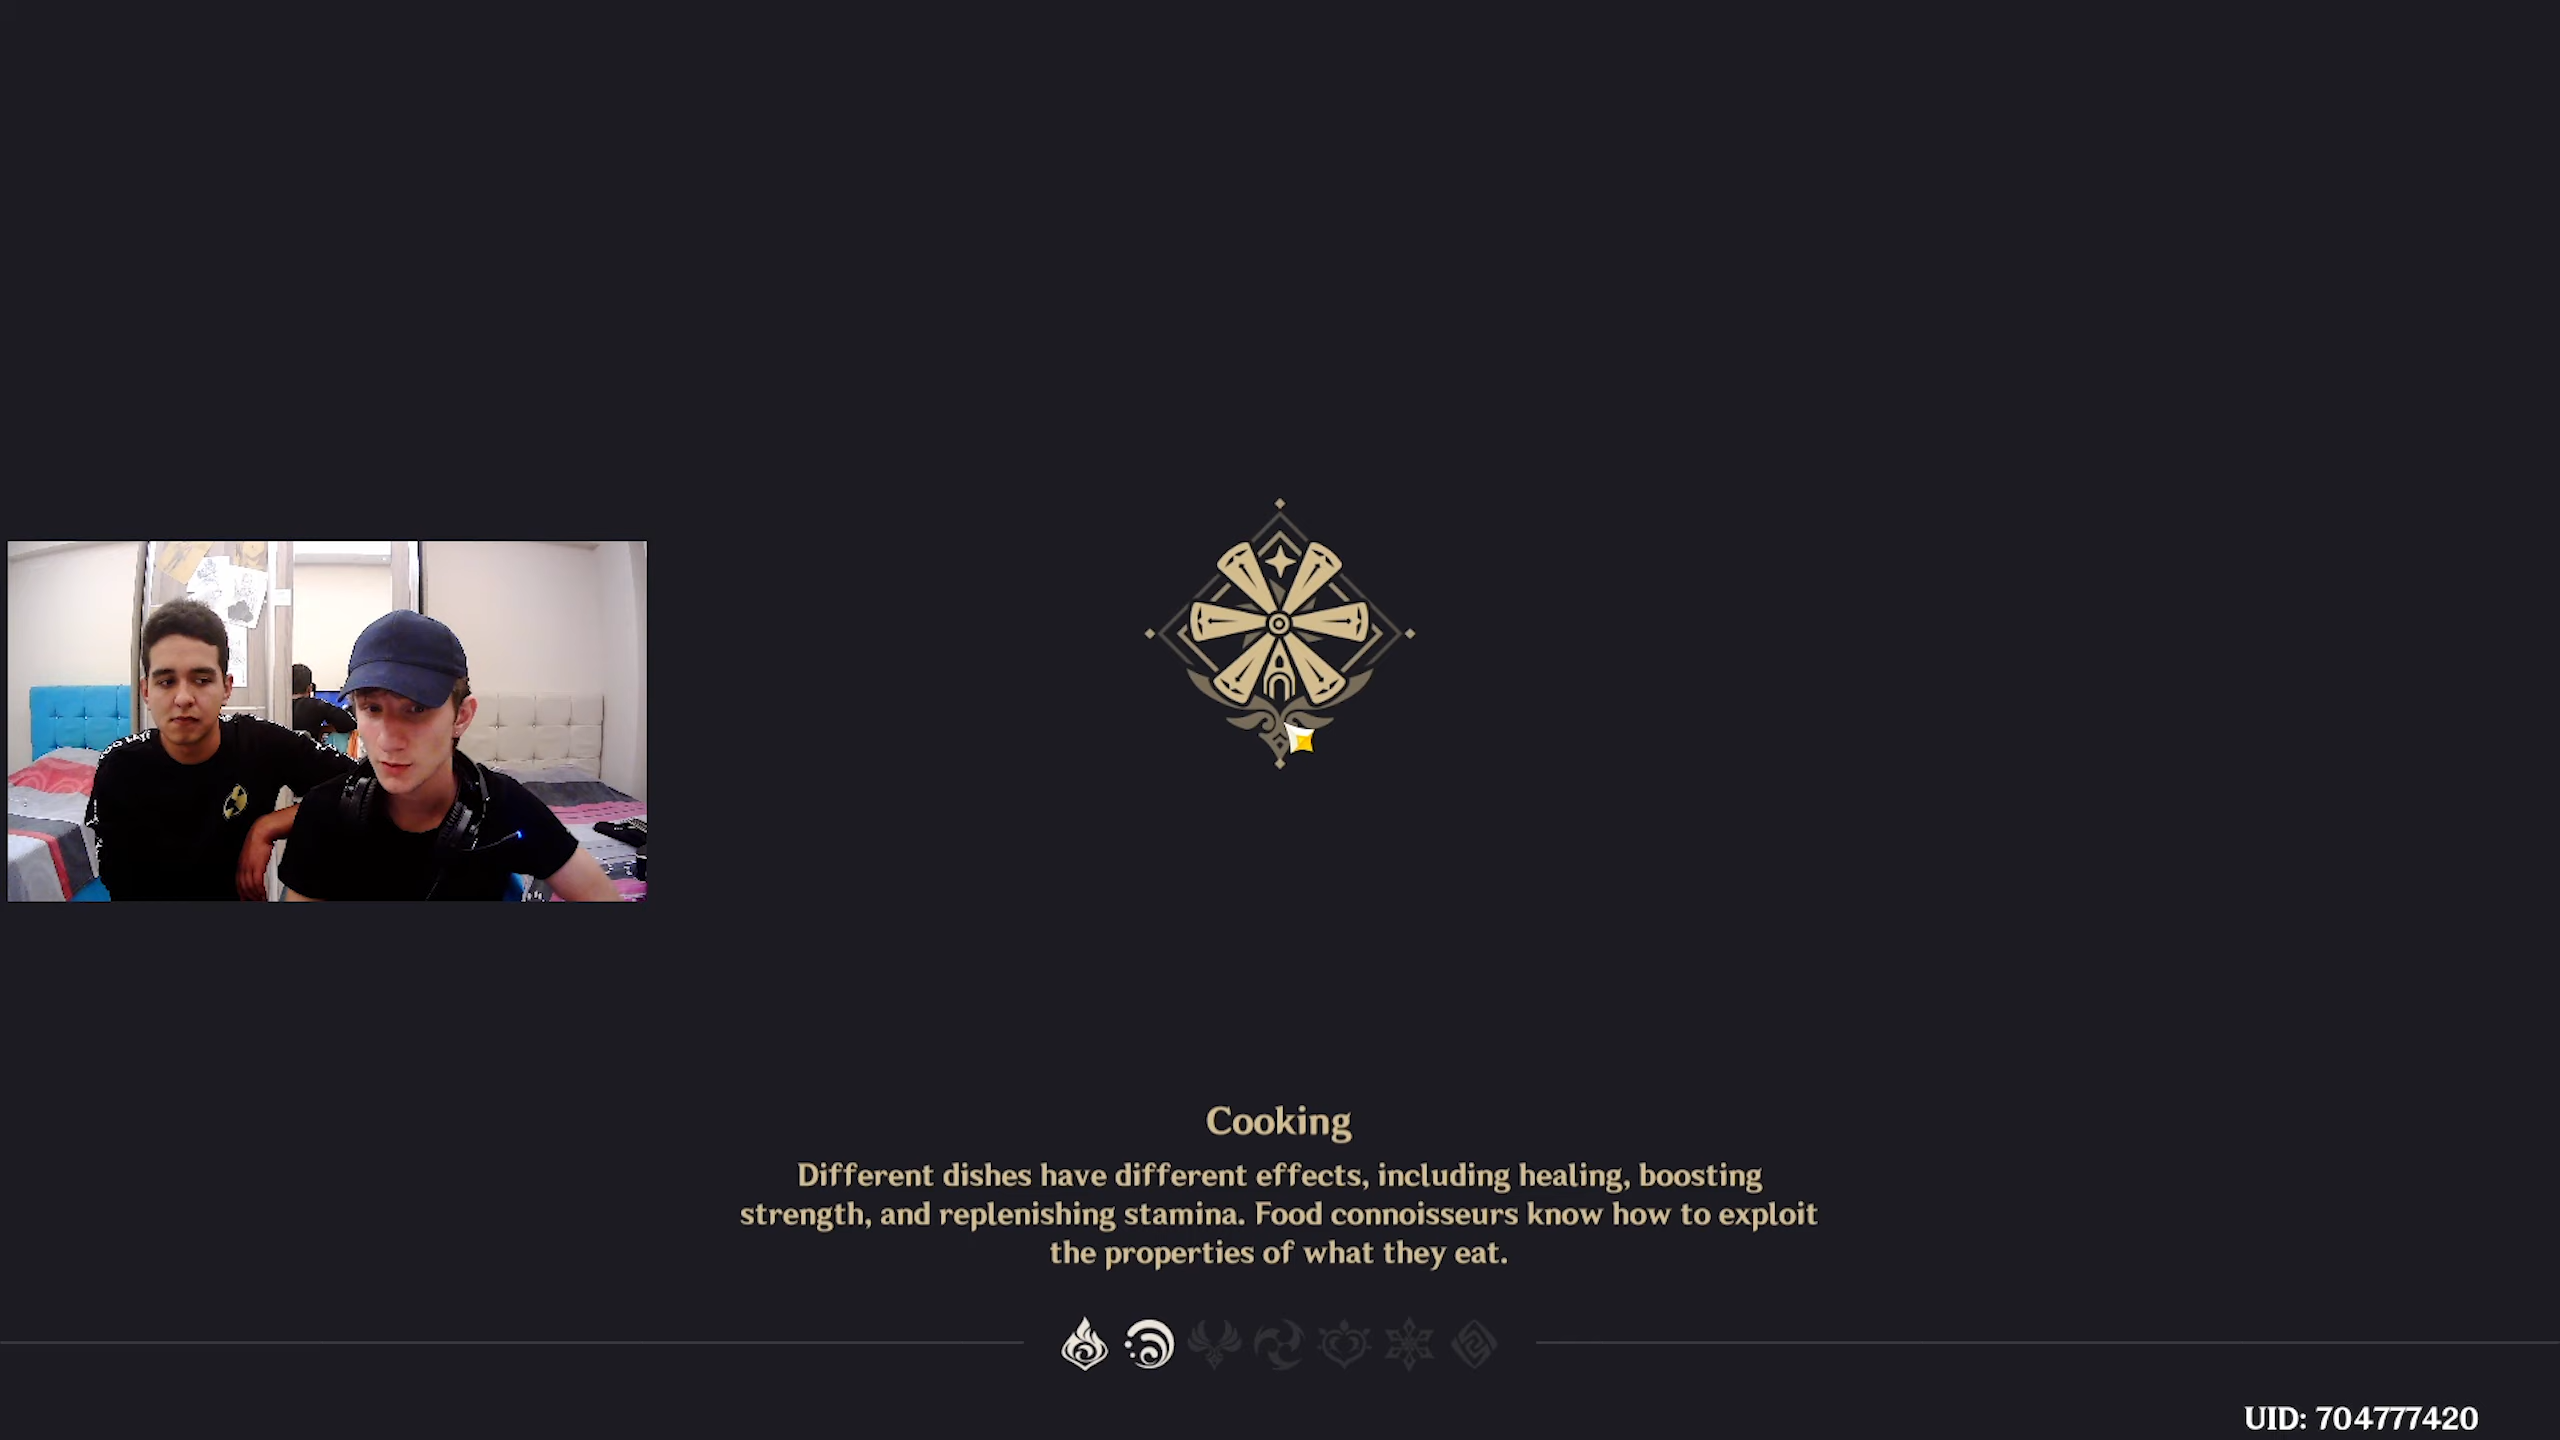 Cooking
Different dishes have different effects, including healing, boosting
strength, and replenishing stamina. Food connoisseurs know how to exploit
the properties of what they eat.
UID: 704777420